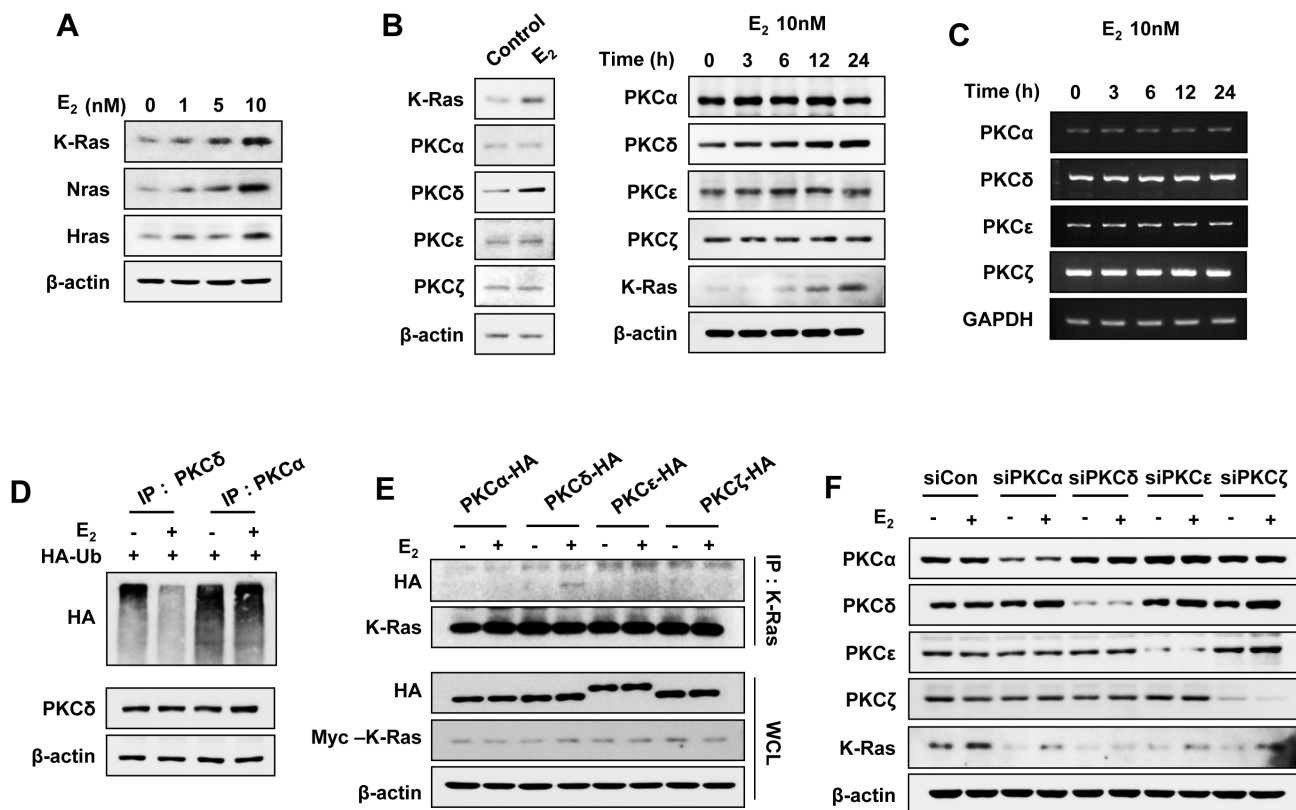 A
E2 (nM) 0 1 5 10
K-Ras
Nras
Hras
β-actin
B
Control
E2
K-Ras
PKCα
PKCδ
PKCε
PKCζ
β-actin
E2 10nM
Time (h) 0 3 6 12 24
PKCα
PKCδ
PKCε
PKCζ
K-Ras
β-actin
C
E2 10nM
Time (h) 0 3 6 12 24
PKCα
PKCδ
PKCε
PKCζ
GAPDH
D
IP : PKCδ
IP : PKCα
E2 - + - +
HA-Ub + + + +
HA
PKCδ
β-actin
E
PKCα-HA
PKCδ-HA
PKCε-HA
PKCζ-HA
E2 - + - + - + - +
HA
K-Ras
IP : K-Ras
HA
Myc –K-Ras
β-actin
WCL
F
siCon siPKCα siPKCδ siPKCε siPKCζ
E2 - + - + - + - + - +
PKCα
PKCδ
PKCε
PKCζ
K-Ras
β-actin